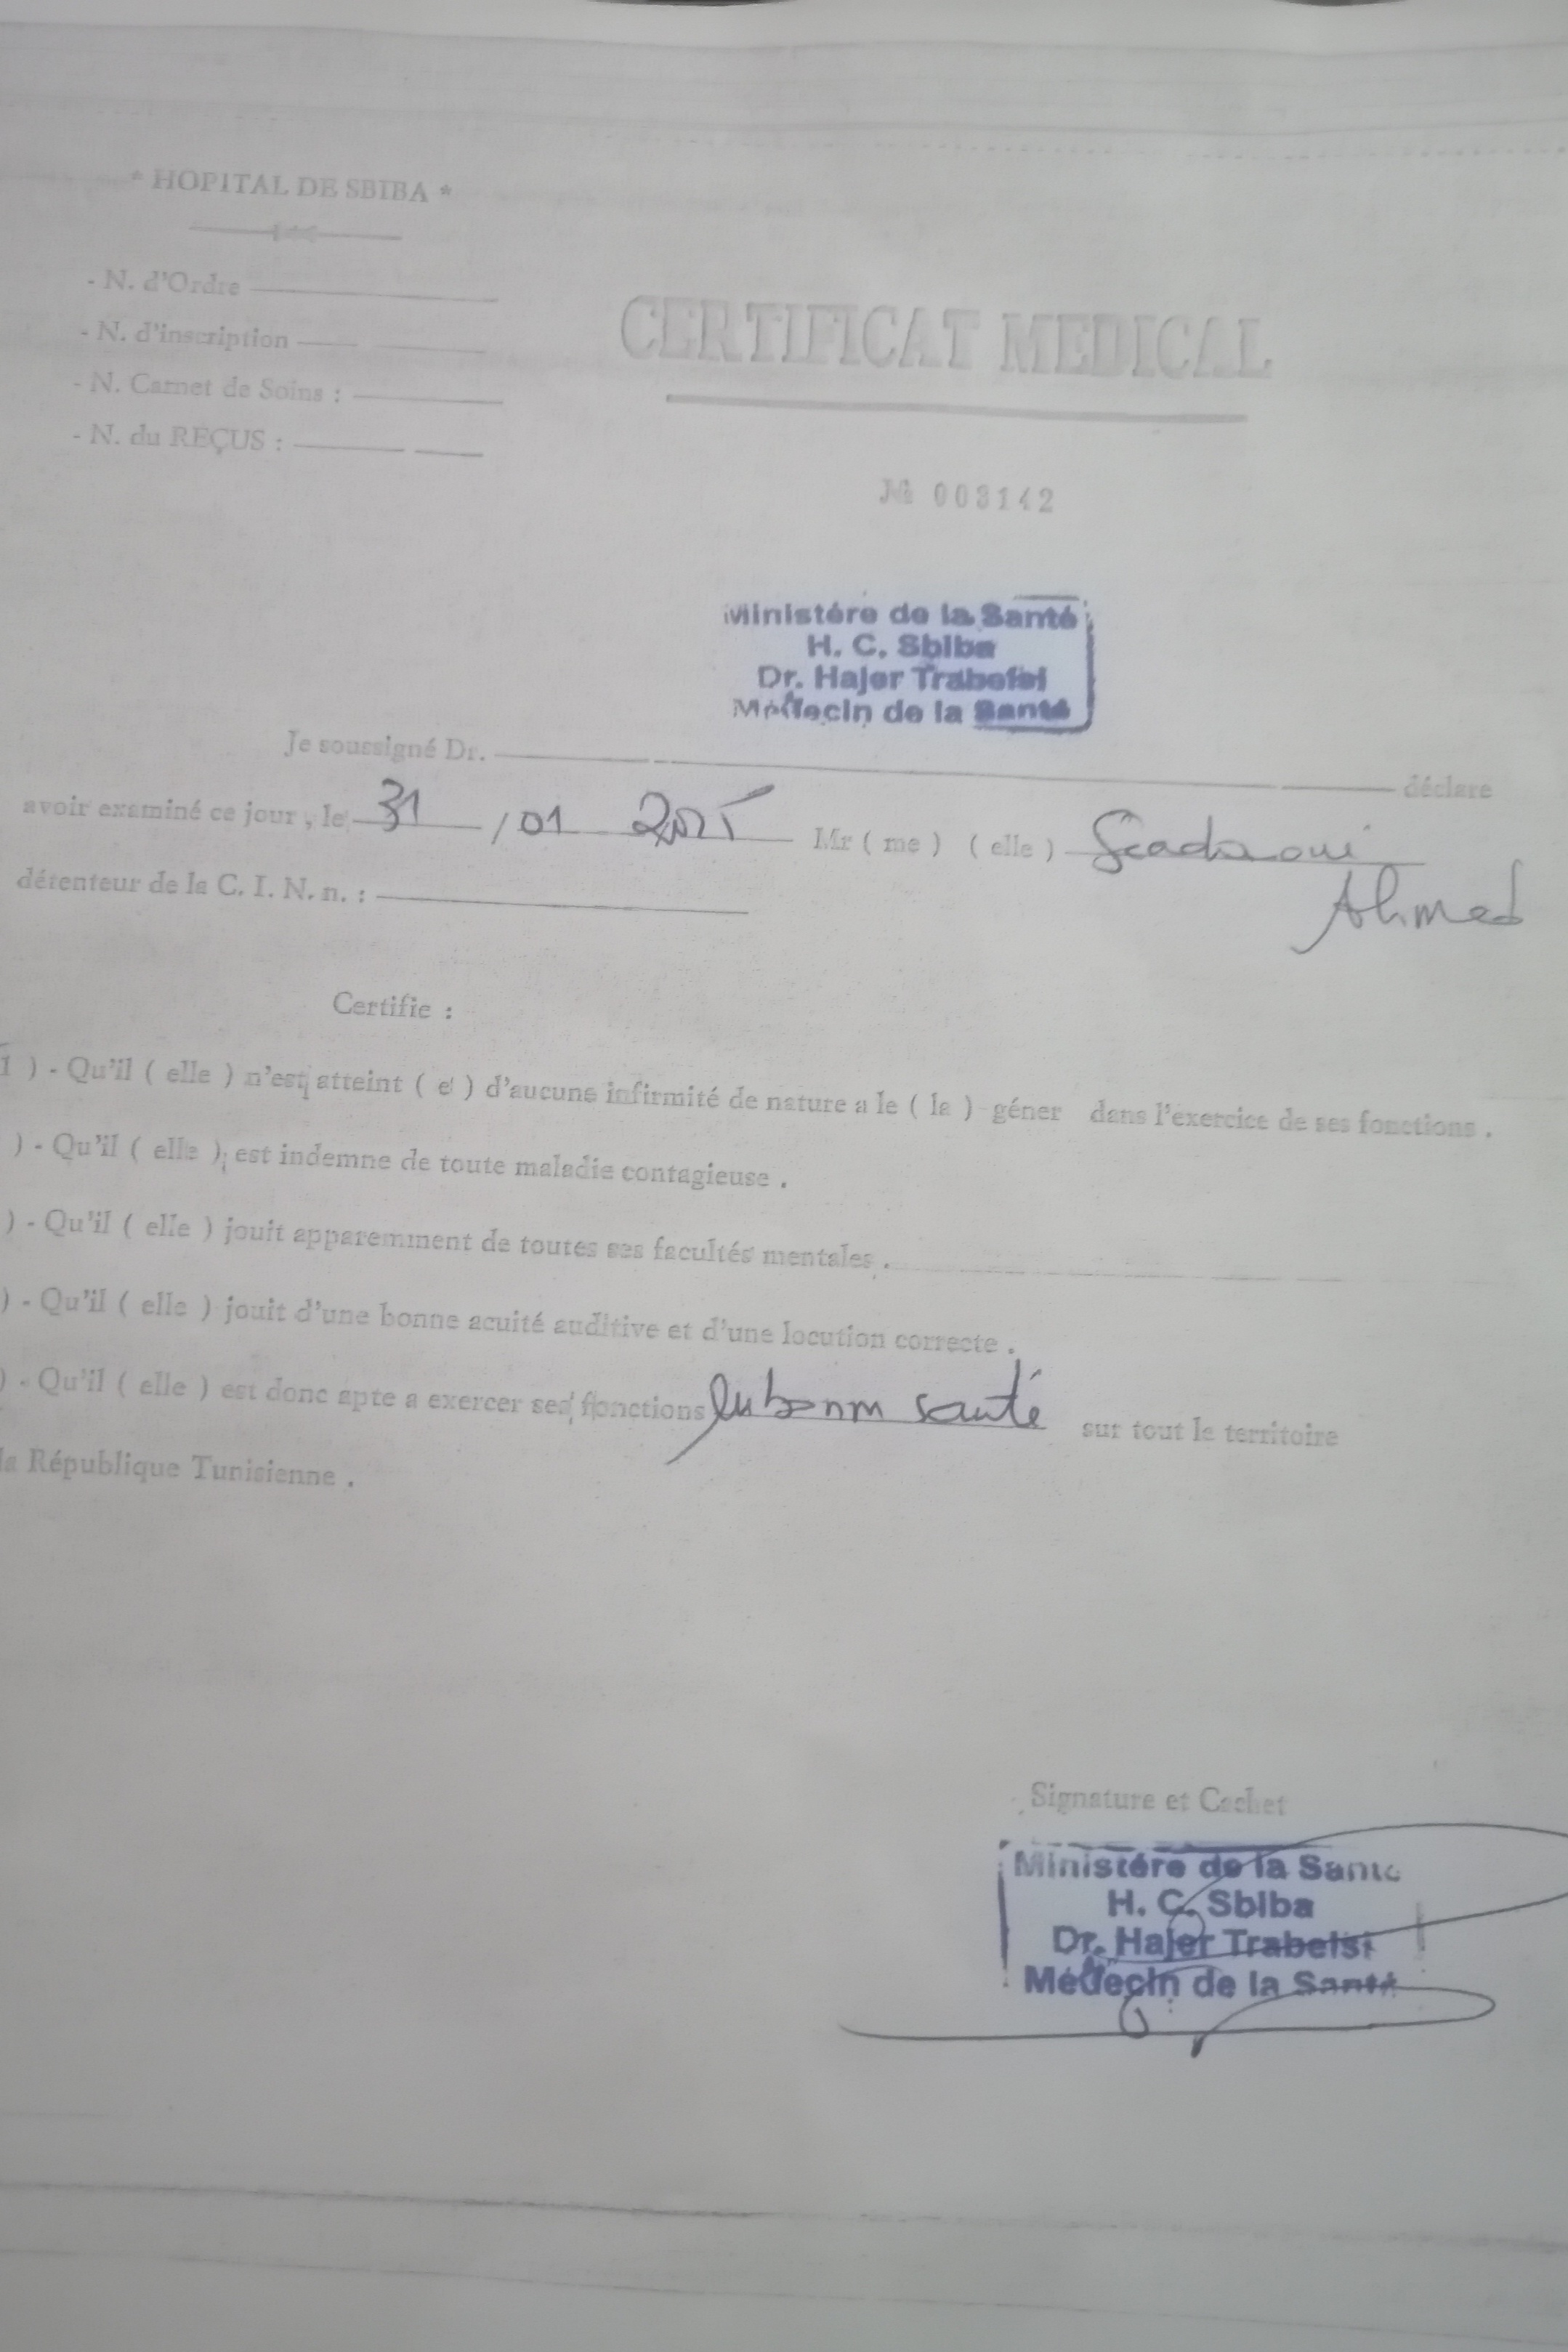 * HOPITAL DE SBIBA *
- N. d'Ordre
- N. d'inscription
- N. Carnet de Soins :
- N. du REÇUS :
CERTIFICAT MEDICAL
№ 003142
Ministére de la Santé
H. C. Sbiba
Dr. Hajer Trabelsi
Médecin de la Santé
Je soussigné Dr. déclare
avoir examiné ce jour, le 31 / 01 Mr ( me ) ( elle )
Ahmed
détenteur de la C. I. N. n. :
Certifie :
1 ) - Qu'il ( elle ) n'est atteint ( e ) d'aucune infirmité de nature a le ( la ) géner dans l'exercice de ses fonctions .
) - Qu'il ( elle ) est indemne de toute maladie contagieuse .
) - Qu'il ( elle ) jouit apparemment de toutes ses facultés mentales .
) - Qu'il ( elle ) jouit d'une bonne acuité auditive et d'une locution correcte .
) - Qu'il ( elle ) est donc apte a exercer ses fonctions santé sur tout le territoire
la République Tunisienne .
Signature et Cachet
Ministére de la Santé
H. C. Sbiba
Dr. Hajer Trabelsi
Médecin de la Santé